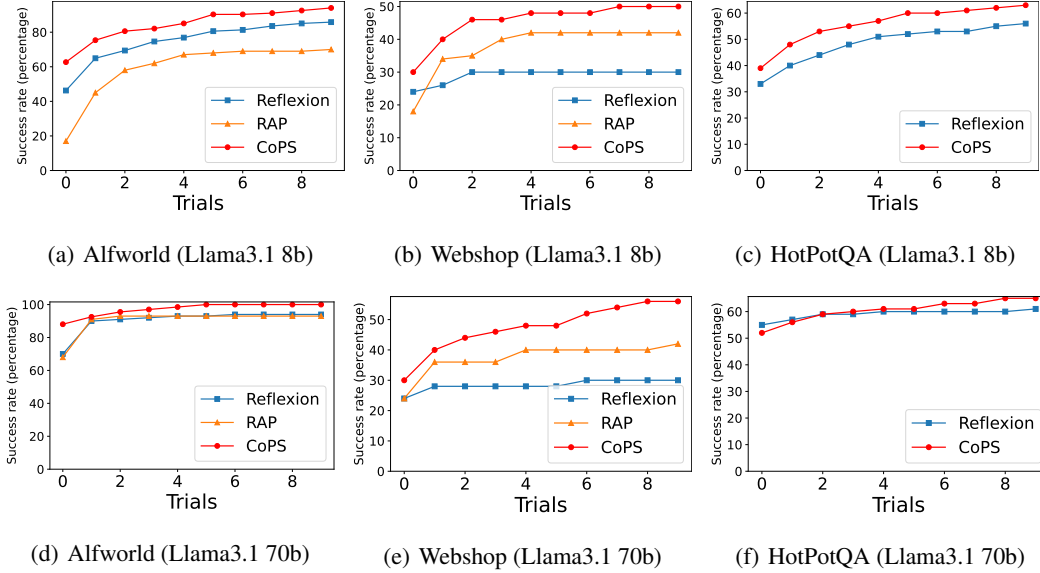 Success rate (percentage)
80
60
40
20
0
Reflexion
RAP
CoPS
0 2 4 6 8
Trials
(a) Alfworld (Llama3.1 8b)
Success rate (percentage)
50
40
30
20
10
0
Reflexion
RAP
CoPS
0 2 4 6 8
Trials
(b) Webshop (Llama3.1 8b)
Success rate (percentage)
60
50
40
30
20
10
0
Reflexion
CoPS
0 2 4 6 8
Trials
(c) HotPotQA (Llama3.1 8b)
Success rate (percentage)
100
80
60
40
20
0
Reflexion
RAP
CoPS
0 2 4 6 8
Trials
(d) Alfworld (Llama3.1 70b)
Success rate (percentage)
50
40
30
20
10
0
Reflexion
RAP
CoPS
0 2 4 6 8
Trials
(e) Webshop (Llama3.1 70b)
Success rate (percentage)
60
50
40
30
20
10
0
Reflexion
CoPS
0 2 4 6 8
Trials
(f) HotPotQA (Llama3.1 70b)